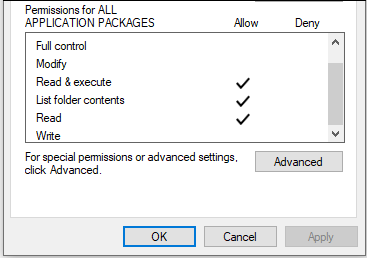 Permissions for ALL
APPLICATION PACKAGES Allow Deny
Full control
Modify
Read & execute
List folder contents
Read
Write
For special permissions or advanced settings,
click Advanced.
Advanced
OK Cancel Apply